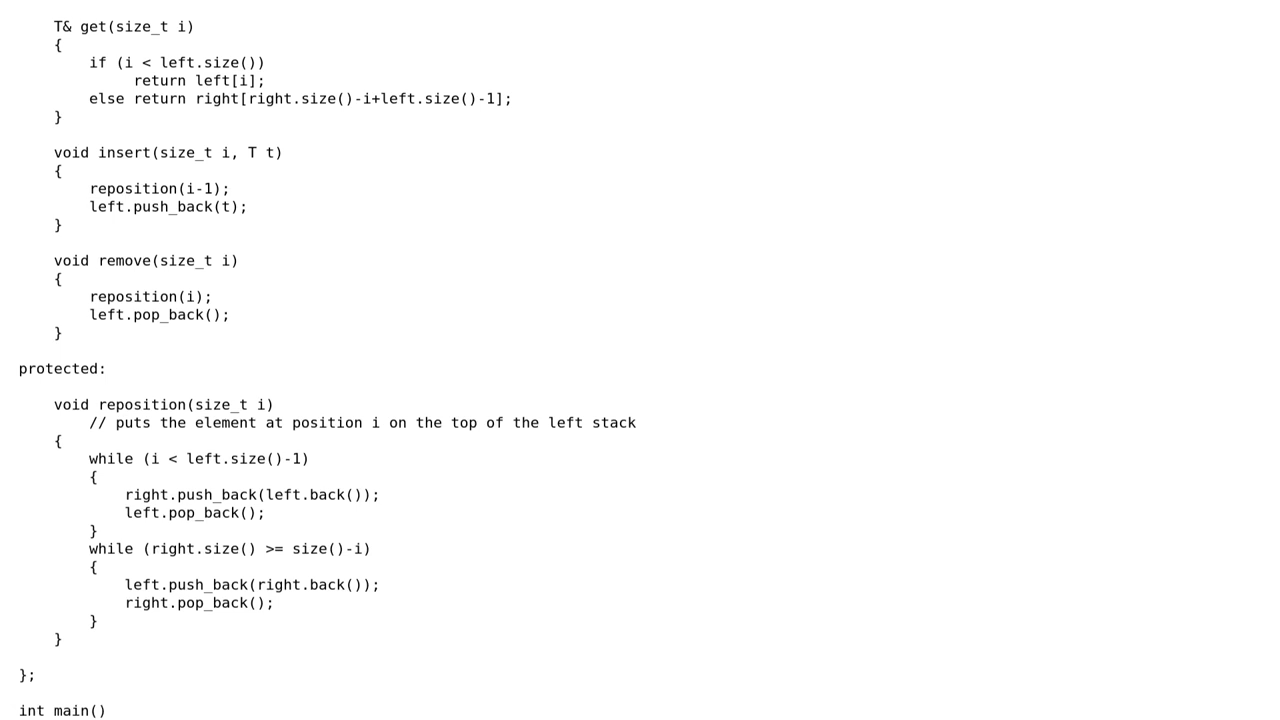 T& get(size_t i)
{
if (i < left.size())
return left[i];
else return right[right.size()-i+left.size()-1];
}
void insert(size_t i, T t)
{
reposition(i-1);
left.push_back(t);
}
void remove(size_t i)
{
reposition(i);
left.pop_back();
}
protected:
void reposition(size_t i)
// puts the element at position i on the top of the left stack
{
while (i < left.size()-1)
{
right.push_back(left.back());
left.pop_back();
}
while (right.size() >= size()-i)
{
left.push_back(right.back());
right.pop_back();
}
}
};
int main()